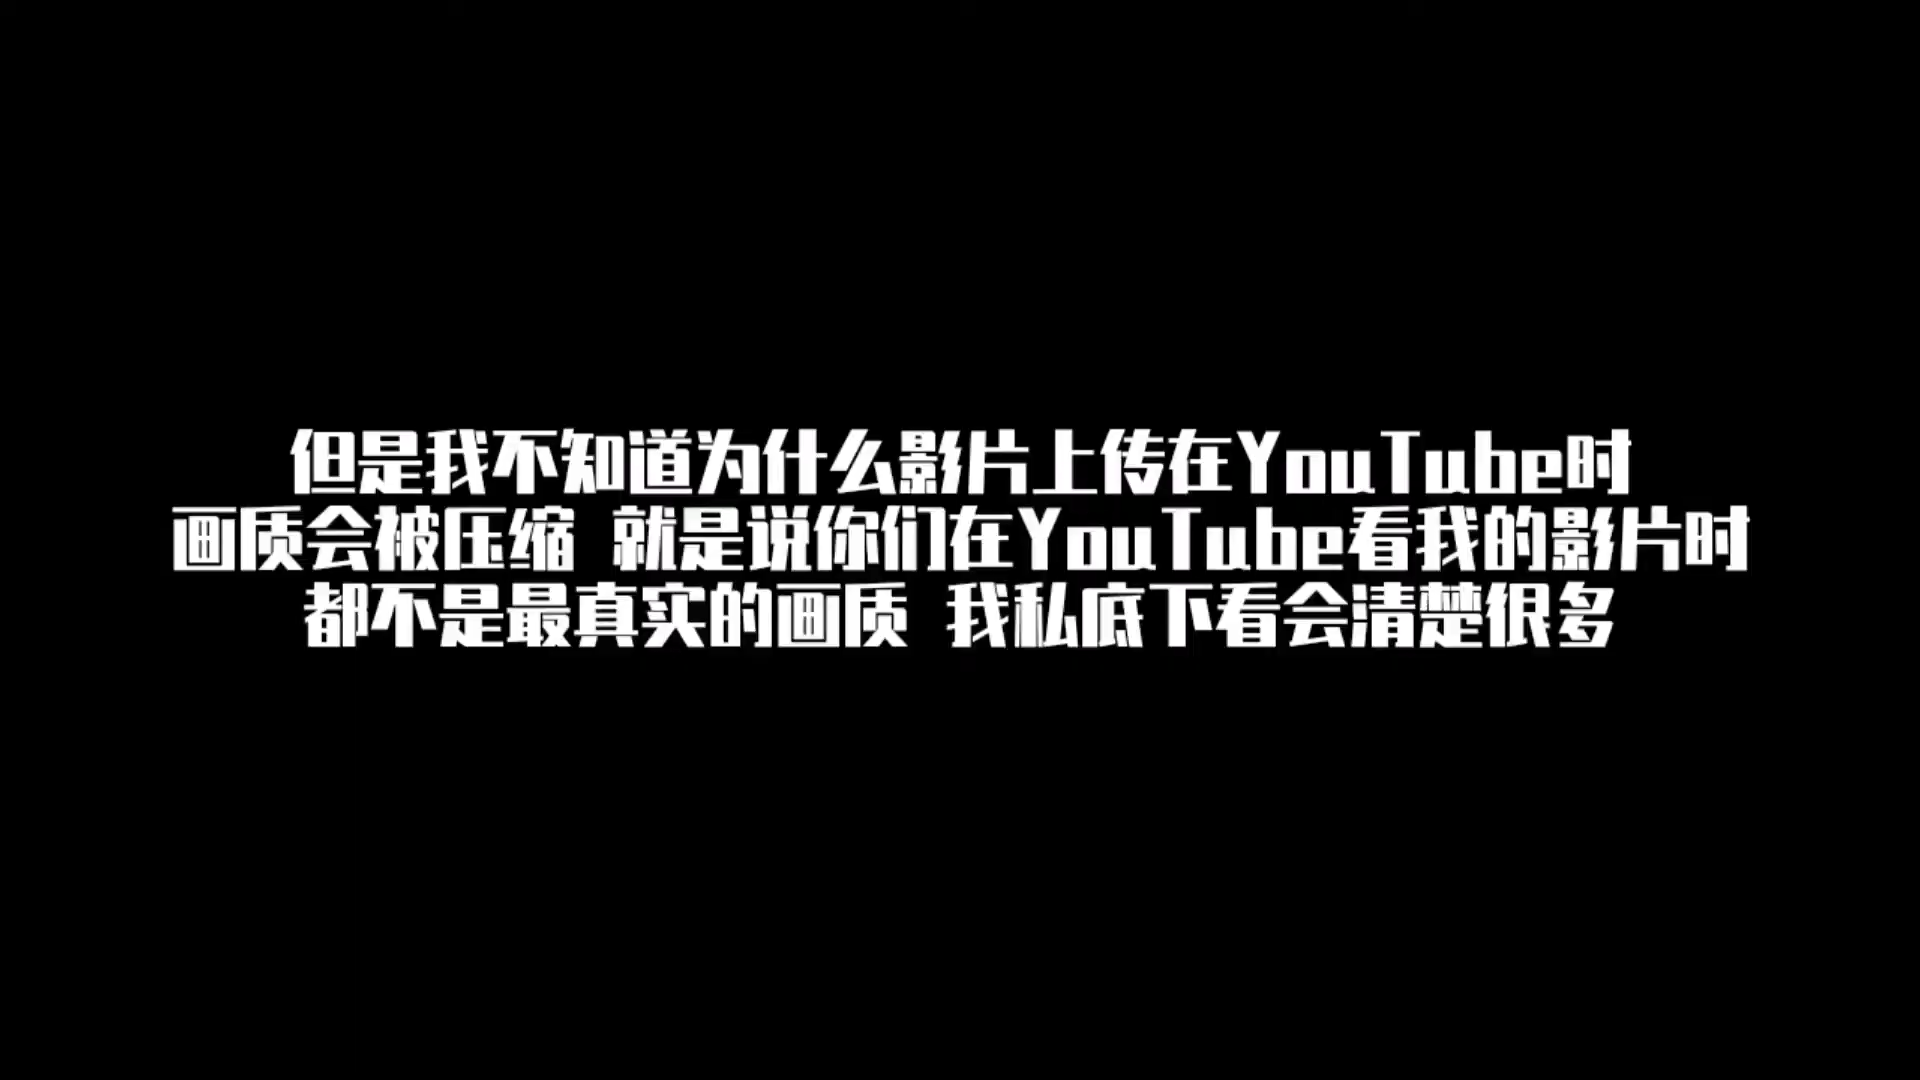 但是我不知道为什么影片上传在YouTube时
画质会被压缩 就是说你们在YouTube看我的影片时
都不是最真实的画质 我私底下看会清楚很多